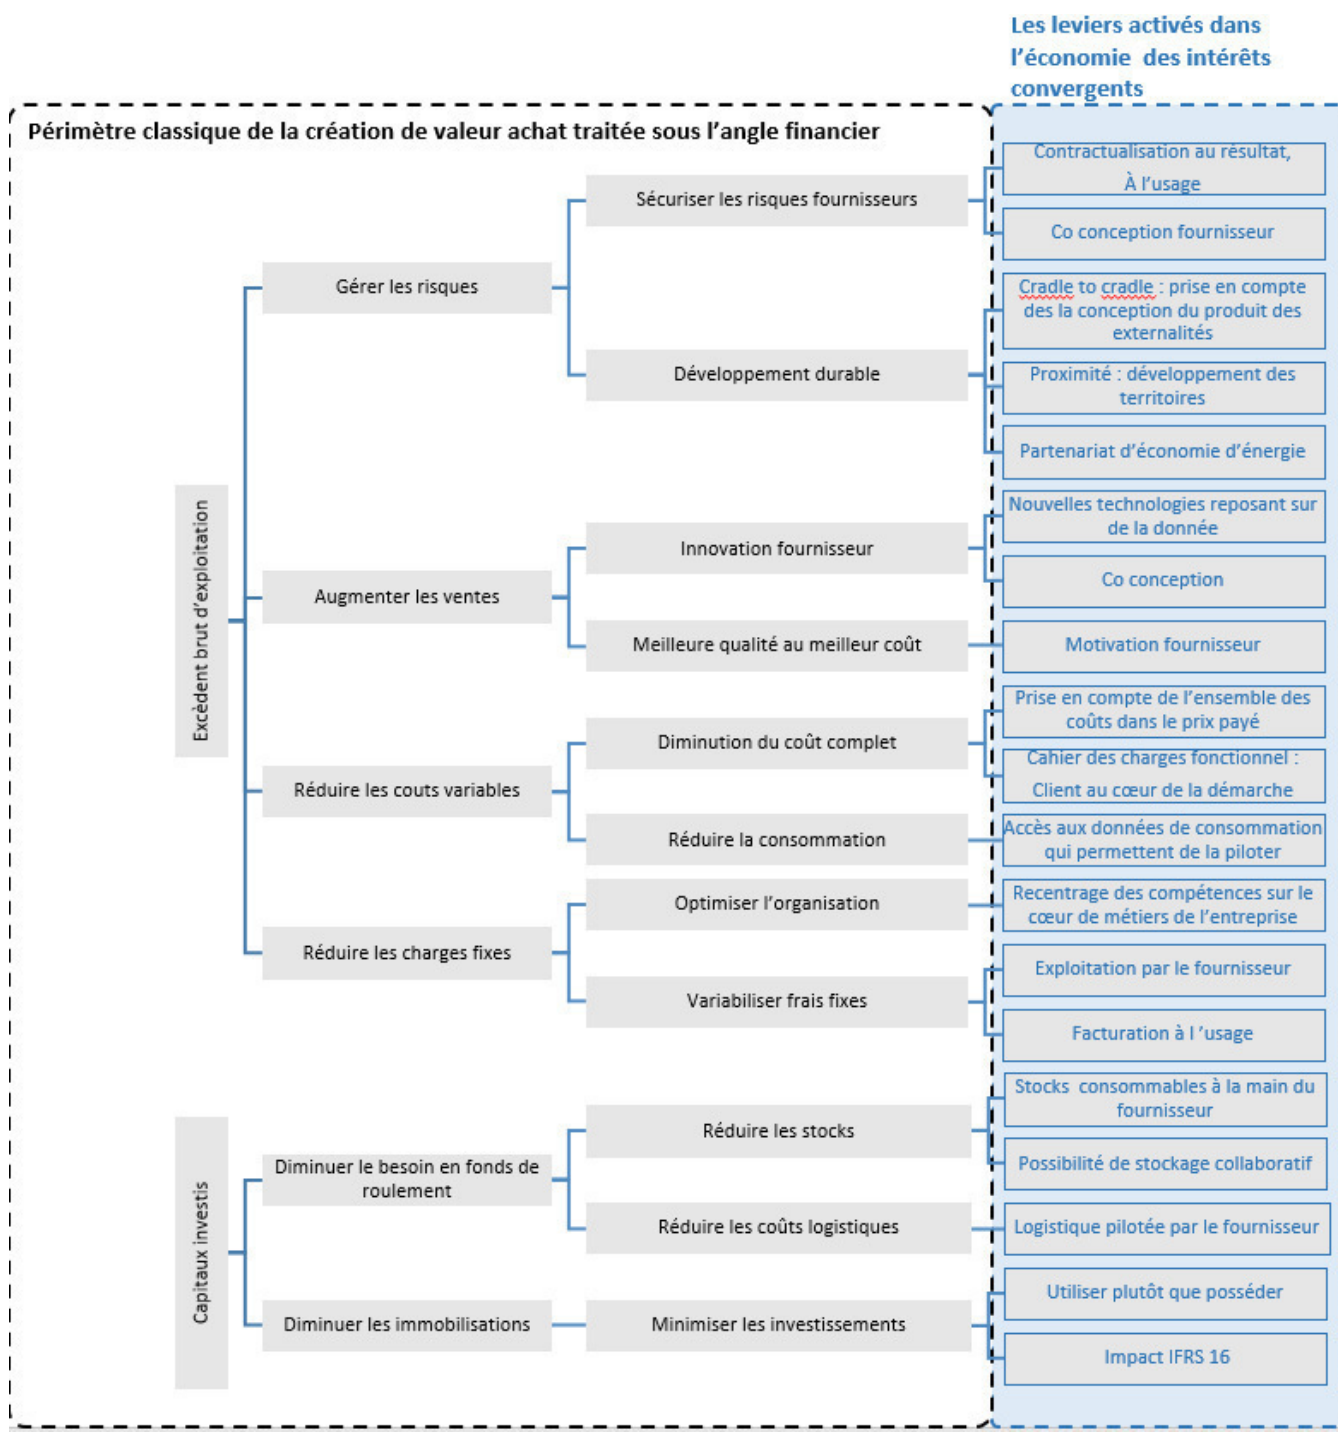 Les leviers activés dans
l’économie des intérêts
convergents
Périmètre classique de la création de valeur achat traitée sous l’angle financier
Excèdent brut d’exploitation
Gérer les risques
Sécuriser les risques fournisseurs
Contractualisation au résultat,
À l’usage
Co conception fournisseur
Développement durable
Cradle to cradle : prise en compte
des la conception du produit des
externalités
Proximité : développement des
territoires
Partenariat d’économie d’énergie
Augmenter les ventes
Innovation fournisseur
Nouvelles technologies reposant sur
de la donnée
Co conception
Meilleure qualité au meilleur coût
Motivation fournisseur
Réduire les couts variables
Diminution du coût complet
Prise en compte de l’ensemble des
coûts dans le prix payé
Cahier des charges fonctionnel :
Client au cœur de la démarche
Réduire la consommation
Accès aux données de consommation
qui permettent de la piloter
Réduire les charges fixes
Optimiser l’organisation
Recentrage des compétences sur le
cœur de métiers de l’entreprise
Variabiliser frais fixes
Exploitation par le fournisseur
Facturation à l ’usage
Capitaux investis
Diminuer le besoin en fonds de
roulement
Réduire les stocks
Stocks consommables à la main du
fournisseur
Possibilité de stockage collaboratif
Réduire les coûts logistiques
Logistique pilotée par le fournisseur
Diminuer les immobilisations
Minimiser les investissements
Utiliser plutôt que posséder
Impact IFRS 16